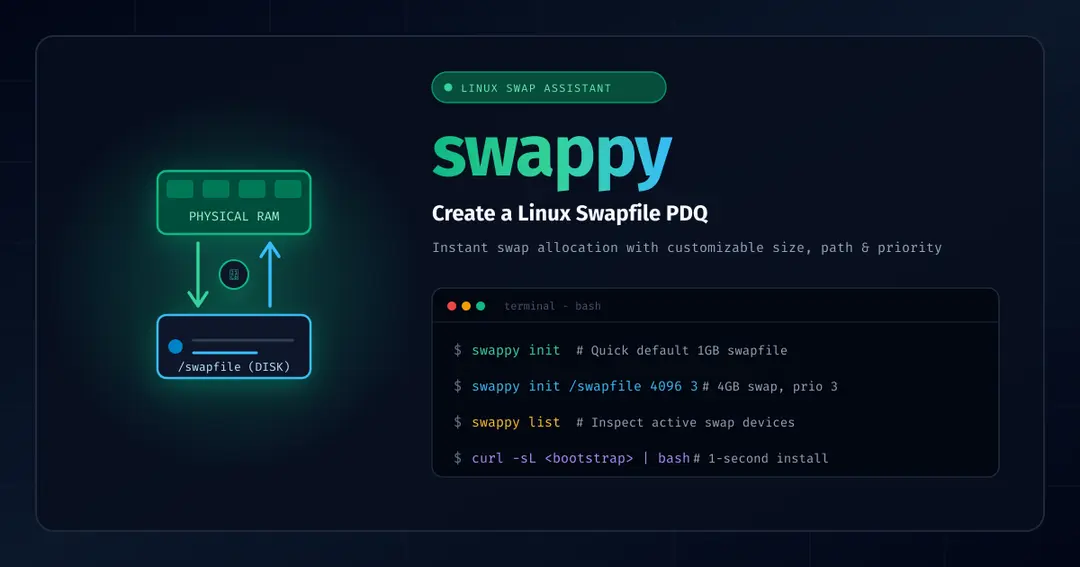 LINUX SWAP ASSISTANT
swappy
Create a Linux Swapfile PDQ
Instant swap allocation with customizable size, path & priority
PHYSICAL RAM
/swapfile (DISK)
terminal - bash
$ swappy init # Quick default 1GB swapfile
$ swappy init /swapfile 4096 3 # 4GB swap, prio 3
$ swappy list # Inspect active swap devices
$ curl -sL <bootstrap> | bash # 1-second install